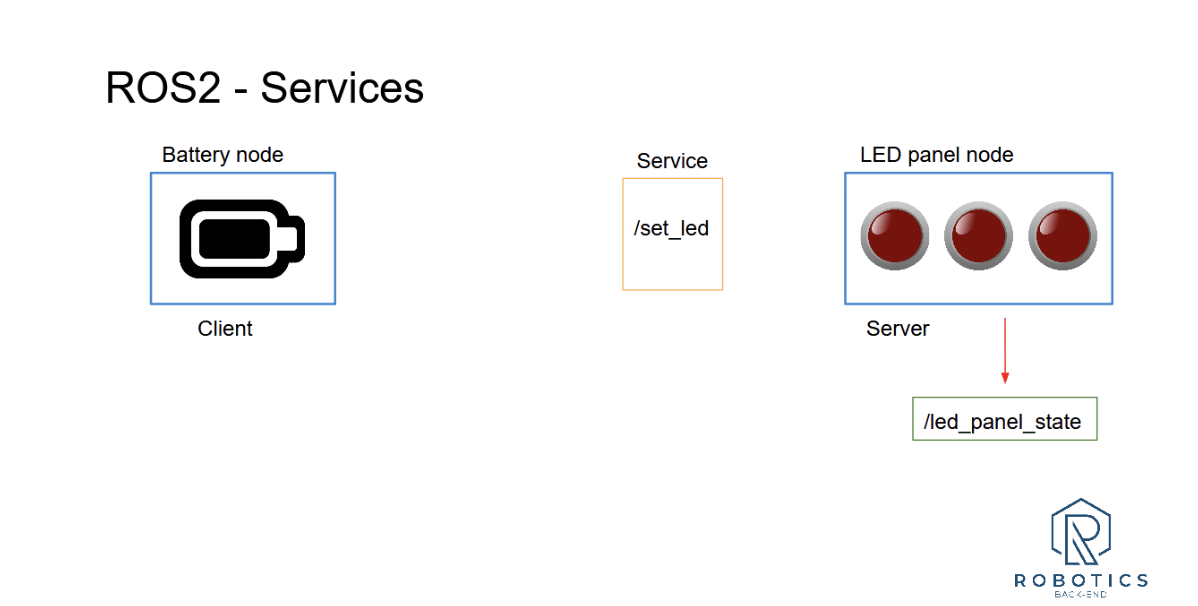 ROS2 - Services
Battery node
Service
LED panel node
/set_led
Client
Server
/led_panel_state
ROBOTICS
BACK-END